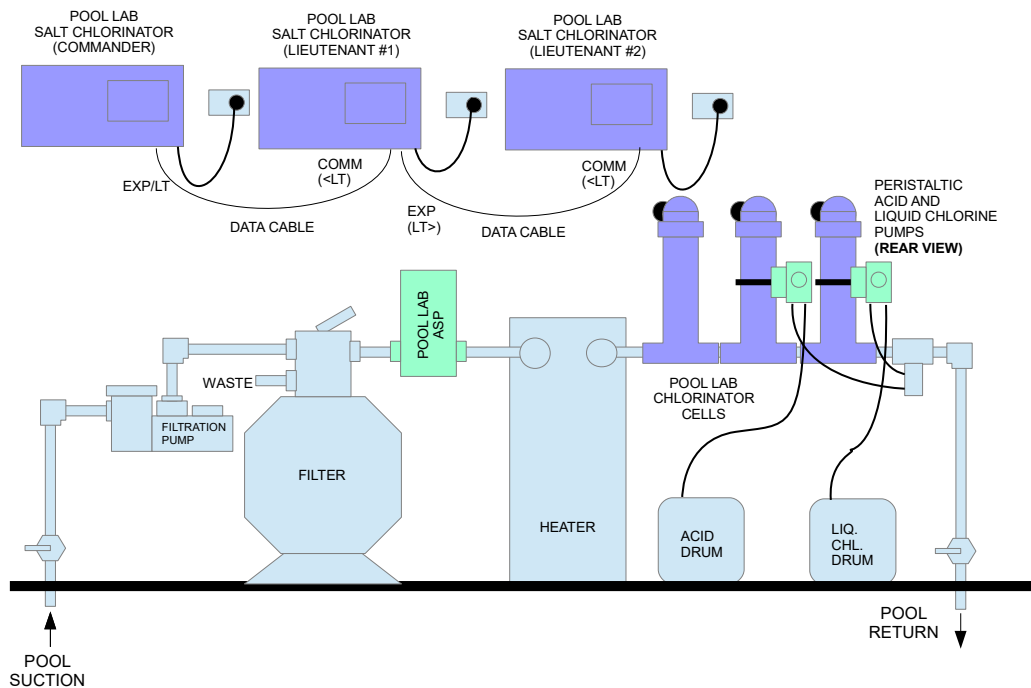 POOL LAB
SALT CHLORINATOR
(COMMANDER)
POOL LAB
SALT CHLORINATOR
(LIEUTENANT #1)
POOL LAB
SALT CHLORINATOR
(LIEUTENANT #2)
EXP/LT
DATA CABLE
COMM
(<LT)
EXP
(LT>)
DATA CABLE
COMM
(<LT)
PERISTALTIC
ACID AND
LIQUID CHLORINE
PUMPS
(REAR VIEW)
POOL LAB
ASP
WASTE
FILTRATION
PUMP
FILTER
HEATER
POOL LAB
CHLORINATOR
CELLS
ACID
DRUM
LIQ.
CHL.
DRUM
POOL
SUCTION
POOL
RETURN